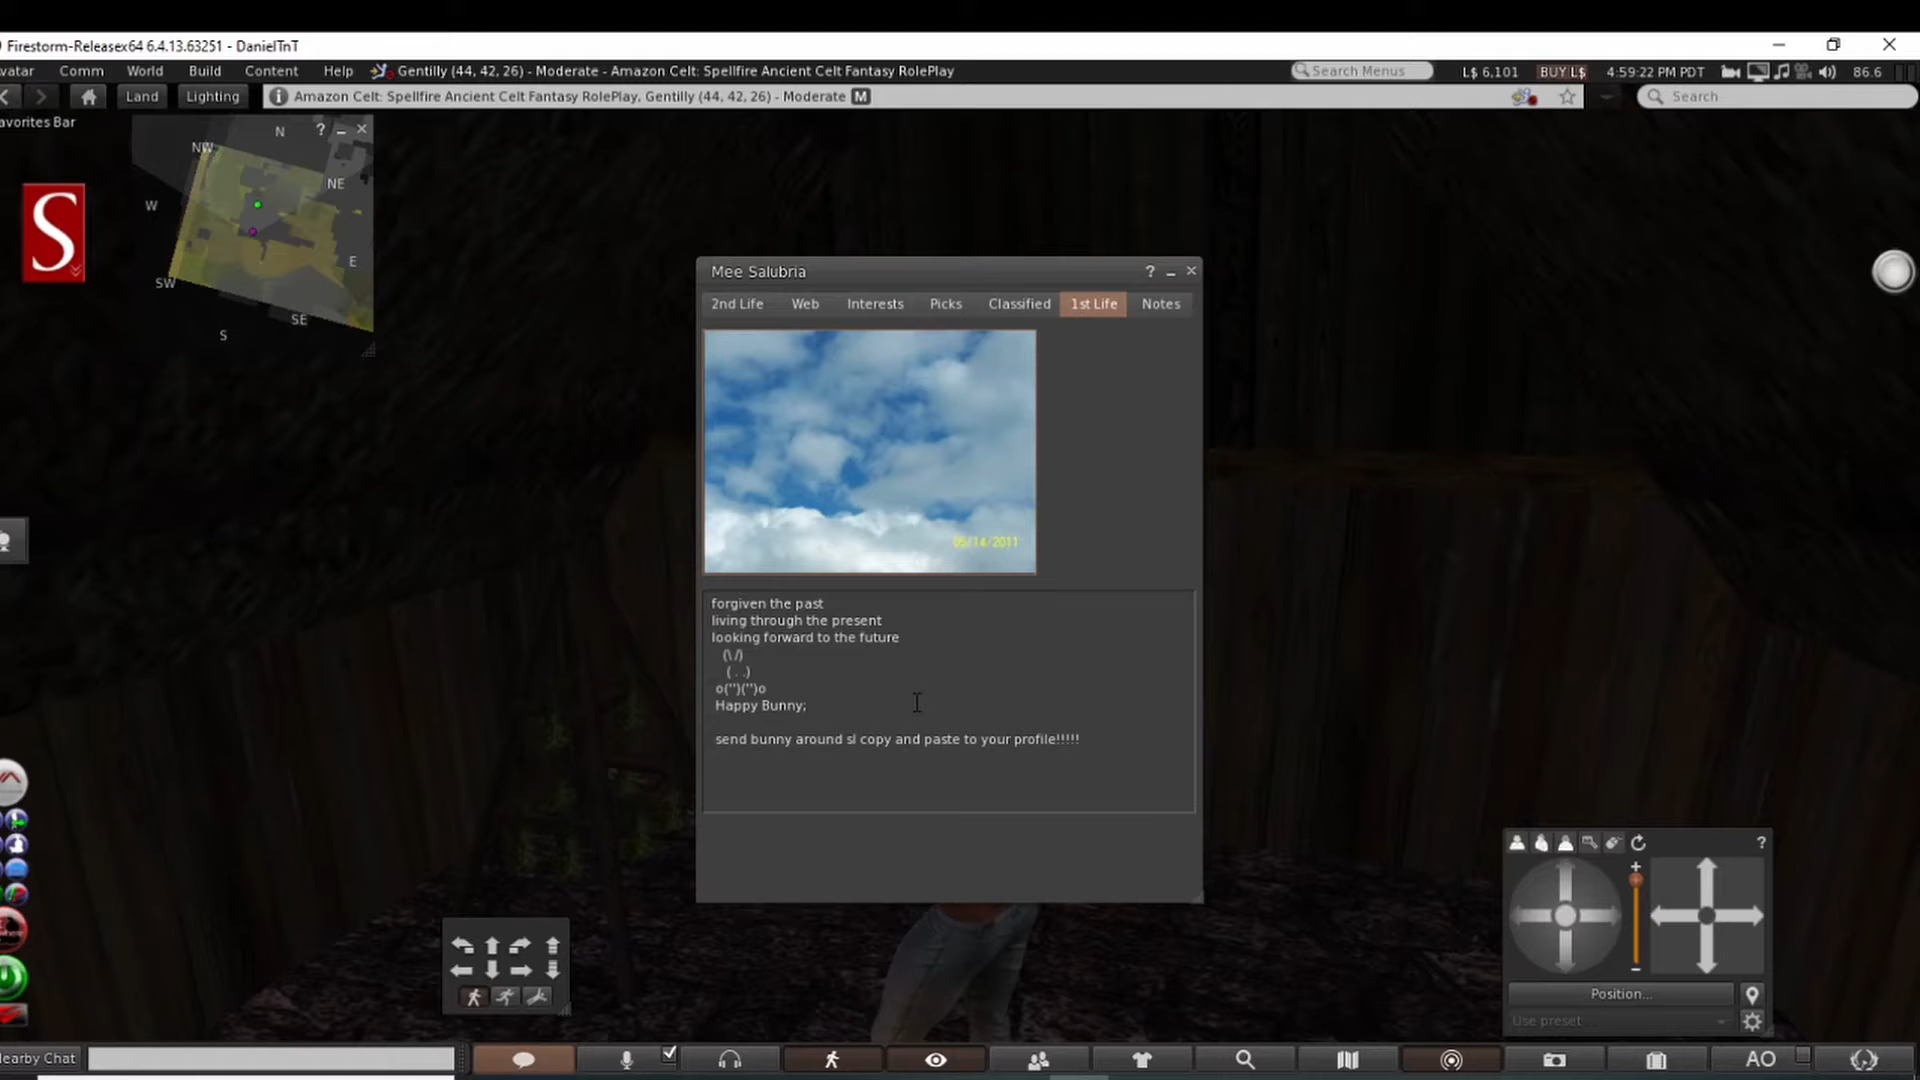 Firestorm-Releasex64 6.4.13.63251 - DanielTnT
vatar Comm World Build Content Help Gentilly (44, 42, 26) - Moderate - Amazon Celt: Spellfire Ancient Celt Fantasy RolePlay Search Menus L$ 6,101 BUY L$ 4:59:22 PM PDT 86.6
Land Lighting Amazon Celt: Spellfire Ancient Celt Fantasy RolePlay, Gentilly (44, 42, 26) - Moderate M Search
avorites Bar
N ?
NW
NE
W
E
SW
SE
S
S
Mee Salubria ?
2nd Life Web Interests Picks Classified 1st Life Notes
05/14/2011
forgiven the past
living through the present
looking forward to the future
(\ /)
( . .)
o('')('')o
Happy Bunny;
send bunny around sl copy and paste to your profile!!!!!
?
+
-
Position...
Use preset...
earby Chat
AO